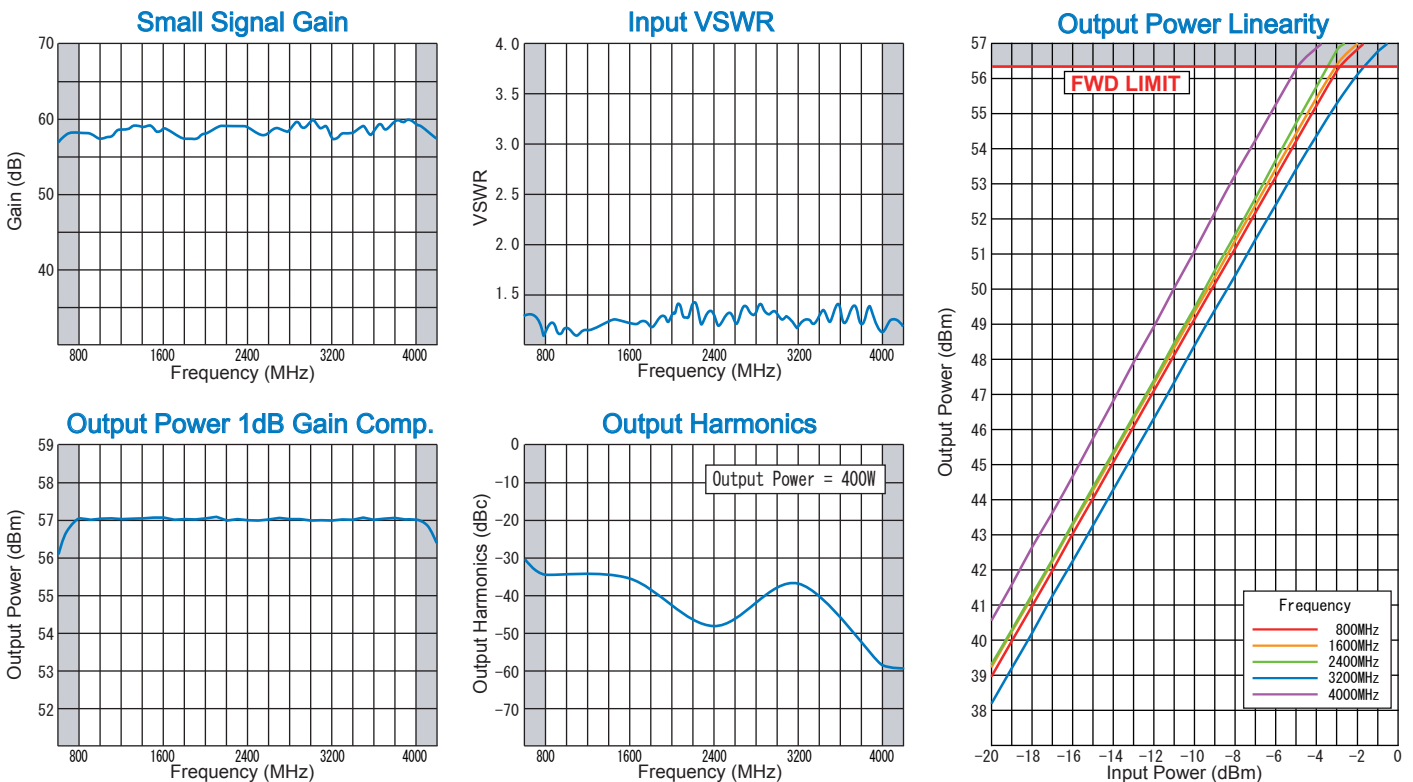 Small Signal Gain
70
60
50
40
Gain (dB)
800 1600 2400 3200 4000
Frequency (MHz)
Input VSWR
4.0
3.5
3.0
2.5
2.0
1.5
VSWR
800 1600 2400 3200 4000
Frequency (MHz)
Output Power 1dB Gain Comp.
59
58
57
56
55
54
53
52
Output Power (dBm)
800 1600 2400 3200 4000
Frequency (MHz)
Output Harmonics
0
-10
-20
-30
-40
-50
-60
-70
Output Harmonics (dBc)
Output Power = 400W
800 1600 2400 3200 4000
Frequency (MHz)
Output Power Linearity
57
56
55
54
53
52
51
50
49
48
47
46
45
44
43
42
41
40
39
38
Output Power (dBm)
FWD LIMIT
Frequency
800MHz
1600MHz
2400MHz
3200MHz
4000MHz
-20 -18 -16 -14 -12 -10 -8 -6 -4 -2 0
Input Power (dBm)